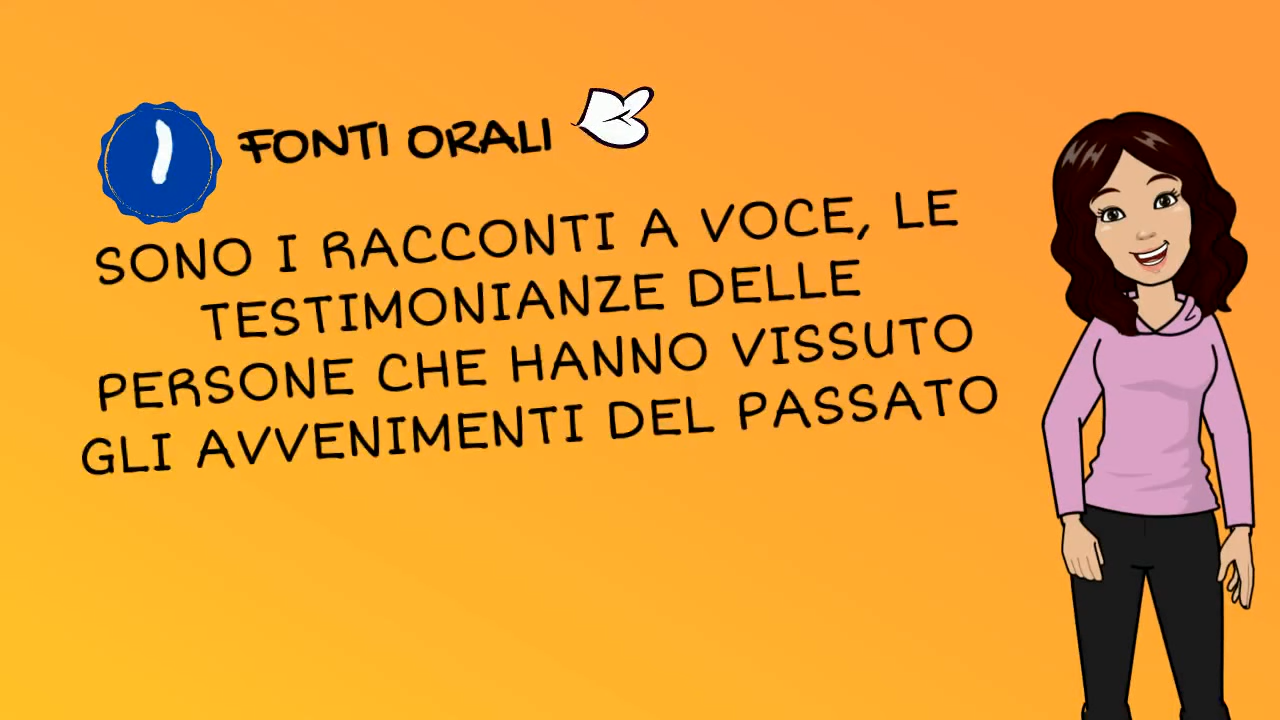 1 FONTI ORALI
SONO I RACCONTI A VOCE, LE
TESTIMONIANZE DELLE
PERSONE CHE HANNO VISSUTO
GLI AVVENIMENTI DEL PASSATO